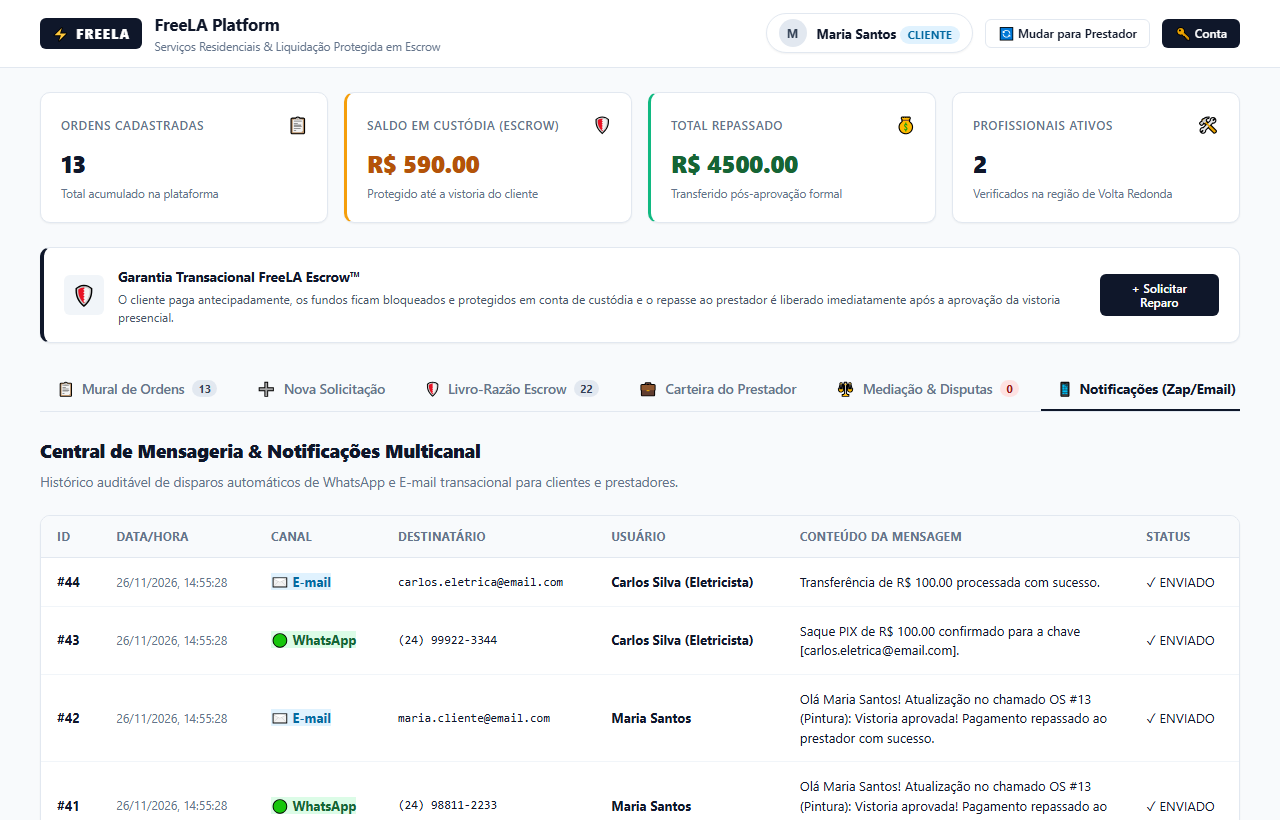 FREELA
FreeLA Platform
Serviços Residenciais & Liquidação Protegida em Escrow
M Maria Santos CLIENTE
Mudar para Prestador
Conta
ORDENS CADASTRADAS
13
Total acumulado na plataforma
SALDO EM CUSTÓDIA (ESCROW)
R$ 590.00
Protegido até a vistoria do cliente
TOTAL REPASSADO
R$ 4500.00
Transferido pós-aprovação formal
PROFISSIONAIS ATIVOS
2
Verificados na região de Volta Redonda
Garantia Transacional FreeLA Escrow™
O cliente paga antecipadamente, os fundos ficam bloqueados e protegidos em conta de custódia e o repasse ao prestador é liberado imediatamente após a aprovação da vistoria
presencial.
+ Solicitar
Reparo
Mural de Ordens 13
Nova Solicitação
Livro-Razão Escrow 22
Carteira do Prestador
Mediação & Disputas 0
Notificações (Zap/Email)
Central de Mensageria & Notificações Multicanal
Histórico auditável de disparos automáticos de WhatsApp e E-mail transacional para clientes e prestadores.
ID DATA/HORA CANAL DESTINATÁRIO USUÁRIO CONTEÚDO DA MENSAGEM STATUS
#44 26/11/2026, 14:55:28 E-mail carlos.eletrica@email.com Carlos Silva (Eletricista) Transferência de R$ 100.00 processada com sucesso. ✓ ENVIADO
#43 26/11/2026, 14:55:28 WhatsApp (24) 99922-3344 Carlos Silva (Eletricista) Saque PIX de R$ 100.00 confirmado para a chave
[carlos.eletrica@email.com]. ✓ ENVIADO
#42 26/11/2026, 14:55:28 E-mail maria.cliente@email.com Maria Santos Olá Maria Santos! Atualização no chamado OS #13
(Pintura): Vistoria aprovada! Pagamento repassado ao
prestador com sucesso. ✓ ENVIADO
#41 26/11/2026, 14:55:28 WhatsApp (24) 98811-2233 Maria Santos Olá Maria Santos! Atualização no chamado OS #13
(Pintura): Vistoria aprovada! Pagamento repassado ao ✓ ENVIADO